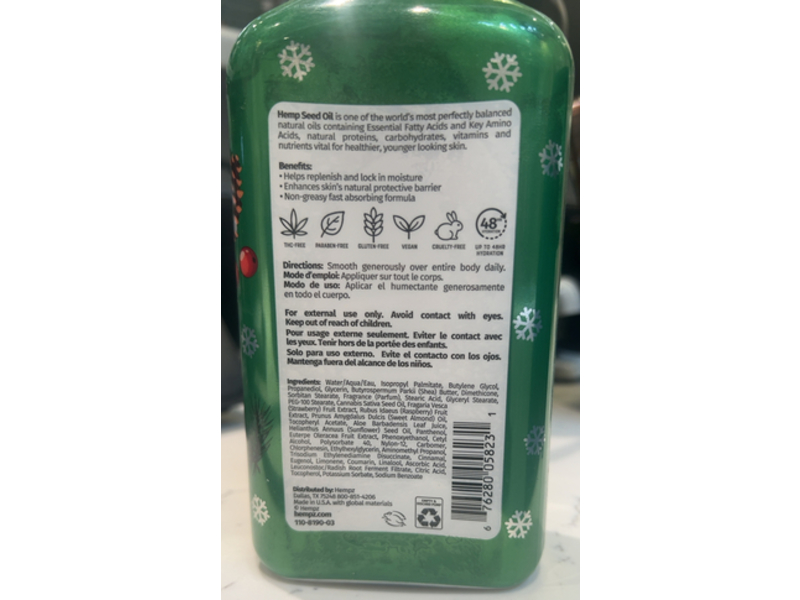 Hemp Seed Oil is one of the world's most perfectly balanced
natural oils containing Essential Fatty Acids and Key Amino
Acids, natural proteins, carbohydrates, vitamins and
nutrients vital for healthier, younger looking skin.
Benefits:
• Helps replenish and lock in moisture
• Enhances skin's natural protective barrier
• Non-greasy fast absorbing formula
48
HYDRATION
THC-FREE PARABEN-FREE GLUTEN-FREE VEGAN CRUELTY-FREE UP TO 48HR
HYDRATION
Directions: Smooth generously over entire body daily.
Mode d'emploi: Appliquer sur tout le corps.
Modo de uso: Aplicar el humectante generosamente
en todo el cuerpo.
For external use only. Avoid contact with eyes.
Keep out of reach of children.
Pour usage externe seulement. Eviter le contact avec
les yeux. Tenir hors de la portée des enfants.
Solo para uso externo. Evite el contacto con los ojos.
Mantenga fuera del alcance de los niños.
Ingredients: Water/Aqua/Eau, Isopropyl Palmitate, Butylene Glycol,
Propanediol, Glycerin, Butyrospermum Parkii (Shea) Butter, Dimethicone,
Sorbitan Stearate, Fragrance (Parfum), Stearic Acid, Glyceryl Stearate,
PEG-100 Stearate, Cannabis Sativa Seed Oil, Fragaria Vesca
(Strawberry) Fruit Extract, Rubus Idaeus (Raspberry) Fruit
Extract, Prunus Amygdalus Dulcis (Sweet Almond) Oil,
Tocopheryl Acetate, Aloe Barbadensis Leaf Juice,
Helianthus Annuus (Sunflower) Seed Oil, Panthenol,
Euterpe Oleracea Fruit Extract, Phenoxyethanol, Cetyl
Alcohol, Polysorbate 40, Nylon-12, Carbomer,
Chlorphenesin, Ethylhexylglycerin, Aminomethyl Propanol,
Trisodium Ethylenediamine Disuccinate, Cinnamal,
Eugenol, Limonene, Coumarin, Linalool, Ascorbic Acid,
Leuconostoc/Radish Root Ferment Filtrate, Citric Acid,
Tocopherol, Potassium Sorbate, Sodium Benzoate
Distributed by: Hempz
Dallas, TX 75248 800-851-4206
Made in U.S.A. with global materials
© Hempz
hempz.com
110-8190-03
6 76280 05823 1